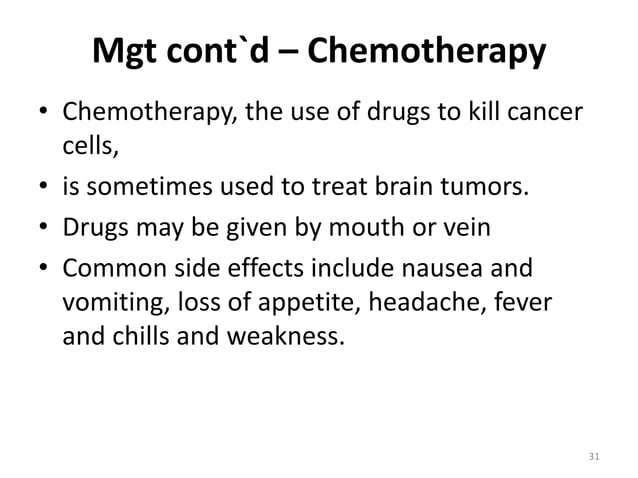 Mgt cont`d – Chemotherapy
• Chemotherapy, the use of drugs to kill cancer
cells,
• is sometimes used to treat brain tumors.
• Drugs may be given by mouth or vein
• Common side effects include nausea and
vomiting, loss of appetite, headache, fever
and chills and weakness.
31